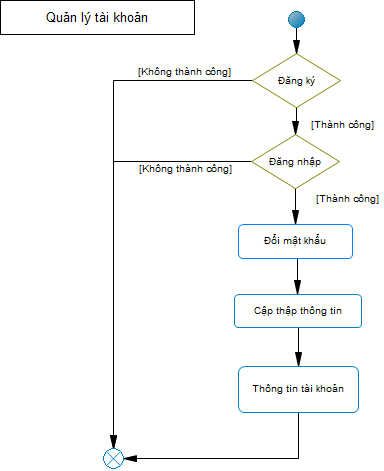 Quản lý tài khoản
[Không thành công]
Đăng ký
[Thành công]
Đăng nhập
[Không thành công]
[Thành công]
Đổi mật khẩu
Cập thập thông tin
Thông tin tài khoản